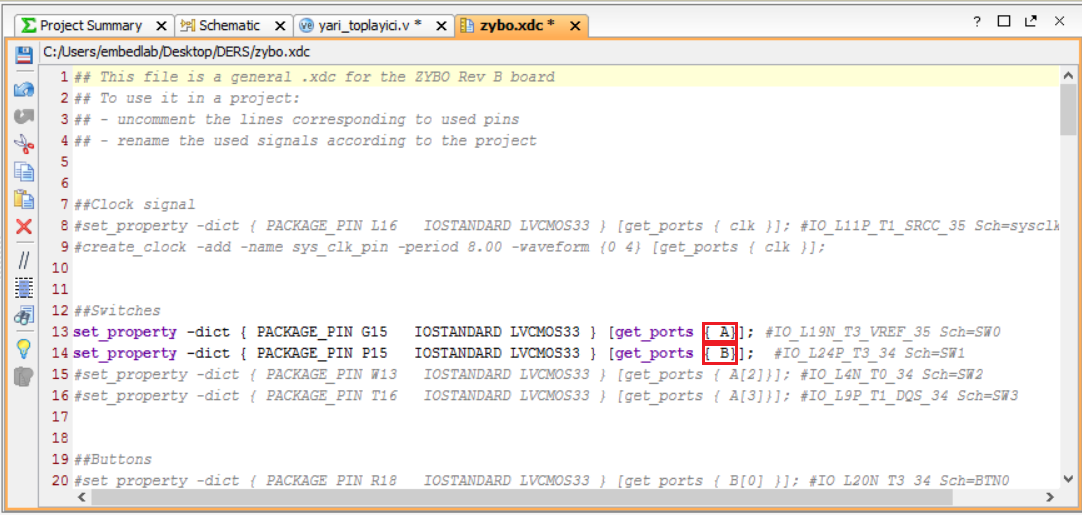 Project Summary Schematic yari_toplayici.v * zybo.xdc *
C:/Users/embedlab/Desktop/DERS/zybo.xdc
1 ## This file is a general .xdc for the ZYBO Rev B board
2 ## To use it in a project:
3 ## - uncomment the lines corresponding to used pins
4 ## - rename the used signals according to the project
5
6
7 ##Clock signal
8 #set_property -dict { PACKAGE_PIN L16   IOSTANDARD LVCMOS33 } [get_ports { clk }]; #IO_L11P_T1_SRCC_35 Sch=sysclk
9 #create_clock -add -name sys_clk_pin -period 8.00 -waveform {0 4} [get_ports { clk }];
10
11
12 ##Switches
13 set_property -dict { PACKAGE_PIN G15   IOSTANDARD LVCMOS33 } [get_ports { A}]; #IO_L19N_T3_VREF_35 Sch=SW0
14 set_property -dict { PACKAGE_PIN P15   IOSTANDARD LVCMOS33 } [get_ports { B}];  #IO_L24P_T3_34 Sch=SW1
15 #set_property -dict { PACKAGE_PIN W13   IOSTANDARD LVCMOS33 } [get_ports { A[2]}]; #IO_L4N_T0_34 Sch=SW2
16 #set_property -dict { PACKAGE_PIN T16   IOSTANDARD LVCMOS33 } [get_ports { A[3]}]; #IO_L9P_T1_DQS_34 Sch=SW3
17
18
19 ##Buttons
20 #set_property -dict { PACKAGE_PIN R18   IOSTANDARD LVCMOS33 } [get_ports { B[0] }]; #IO_L20N_T3_34 Sch=BTN0